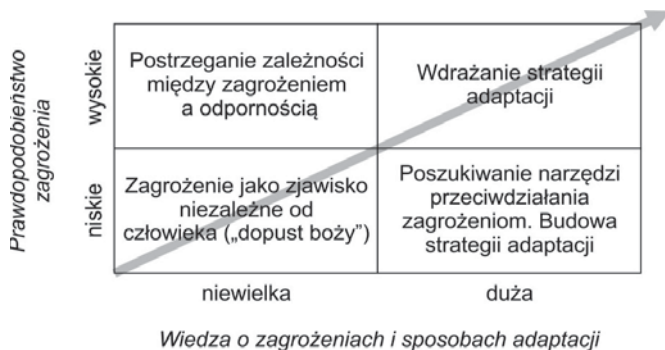 Prawdopodobieństwo
zagrożenia
wysokie
Postrzeganie zależności
między zagrożeniem
a odpornością
Wdrażanie strategii
adaptacji
niskie
Zagrożenie jako zjawisko
niezależne od
człowieka („dopust boży”)
Poszukiwanie narzędzi
przeciwdziałania
zagrożeniom. Budowa
strategii adaptacji
niewielka
duża
Wiedza o zagrożeniach i sposobach adaptacji